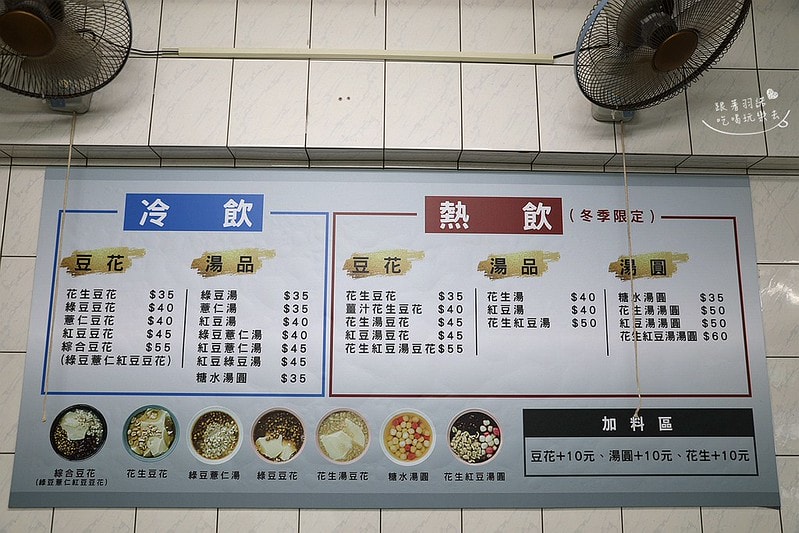 跟著羽諾
吃喝玩樂去
冷飲
豆花
花生豆花 $35
綠豆豆花 $40
薏仁豆花 $40
紅豆豆花 $45
綜合豆花 $55
(綠豆薏仁紅豆豆花)
湯品
綠豆湯 $35
薏仁湯 $35
紅豆湯 $40
綠豆薏仁湯 $40
紅豆薏仁湯 $45
紅豆綠豆湯 $45
糖水湯圓 $35
熱飲 (冬季限定)
豆花
花生豆花 $35
薑汁花生豆花 $40
花生湯豆花 $45
紅豆湯豆花 $45
花生紅豆湯豆花 $55
湯品
花生湯 $40
紅豆湯 $40
花生紅豆湯 $50
湯圓
糖水湯圓 $35
花生湯湯圓 $50
紅豆湯湯圓 $50
花生紅豆湯湯圓 $60
綜合豆花
(綠豆薏仁紅豆豆花)
花生豆花
綠豆薏仁湯
綠豆豆花
花生湯豆花
糖水湯圓
花生紅豆湯圓
加料區
豆花+10元、湯圓+10元、花生+10元